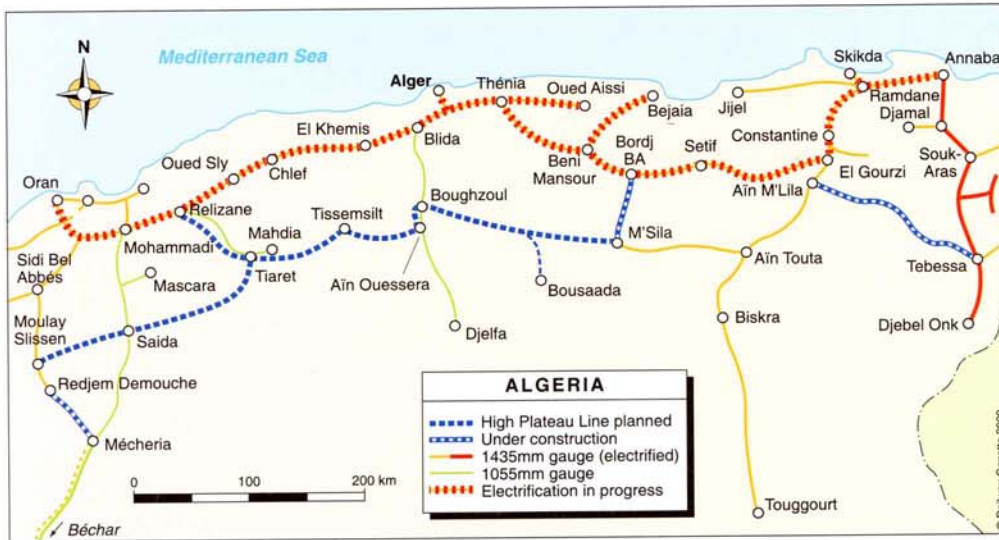 N
Mediterranean Sea
Alger
Thénia
Oued Aissi
Bejaia
Jijel
Skikda
Annaba
Ramdane
Djamal
El Khemis
Blida
Constantine
Oued Sly
Chlef
Beni
Mansour
Bordj
BA
Setif
El Gourzi
Souk-
Aras
Oran
Relizane
Tissemsilt
Boughzoul
Aïn M'Lila
Mohammadi
Mahdia
M'Sila
Sidi Bel
Abbés
Mascara
Tiaret
Aïn Ouessera
Bousaada
Aïn Touta
Tebessa
Moulay
Slissen
Saida
Djelfa
Biskra
Djebel Onk
Redjem Demouche
Mécheria
ALGERIA
High Plateau Line planned
Under construction
1435mm gauge (electrified)
1055mm gauge
Electrification in progress
0 100 200 km
Touggourt
Béchar